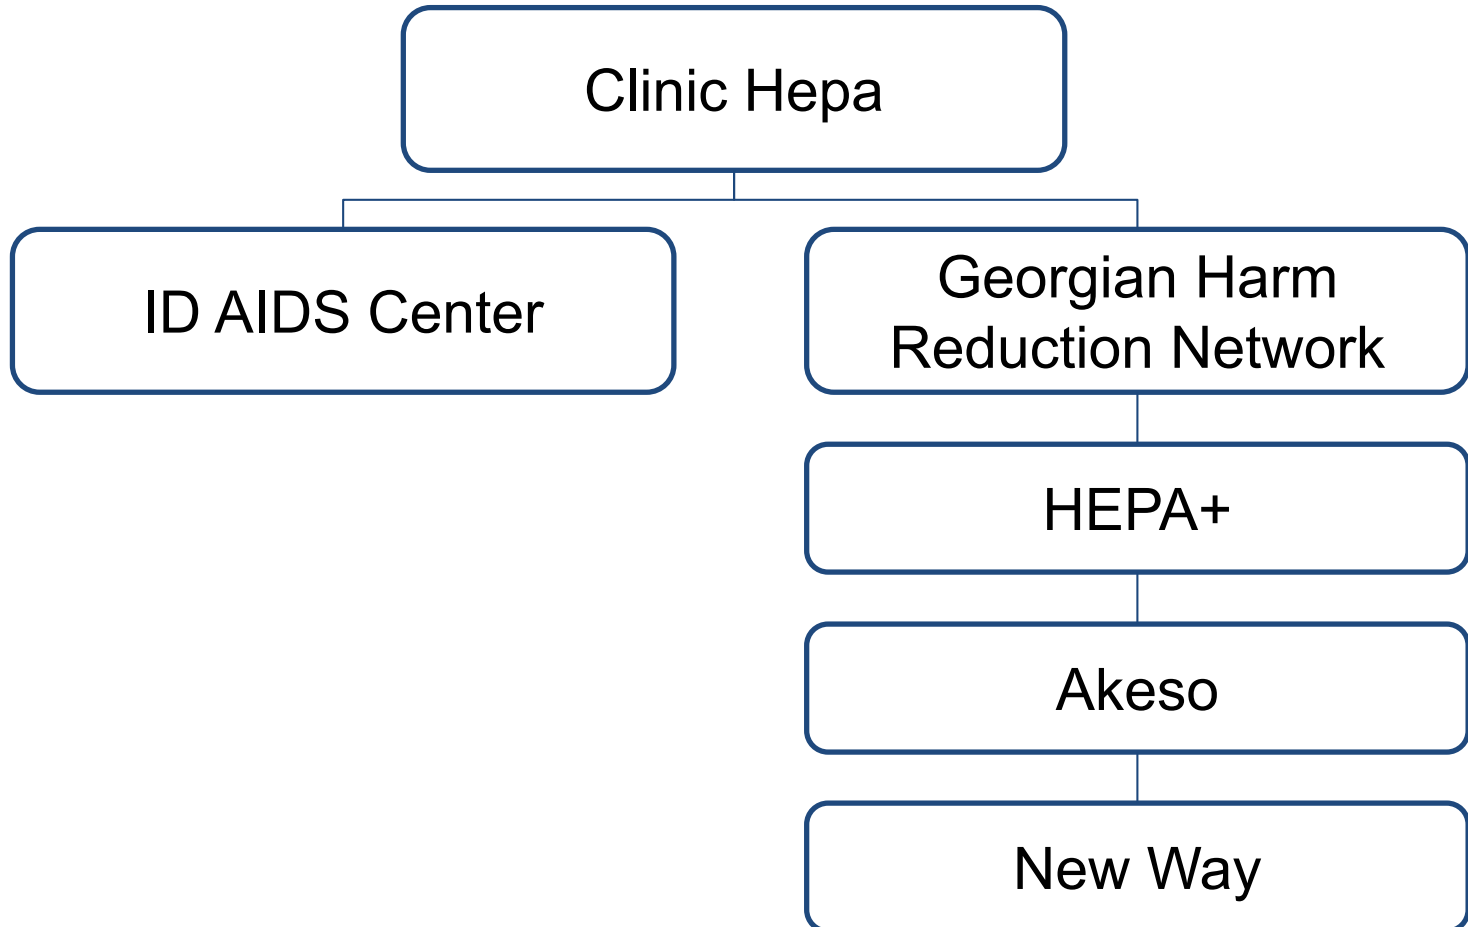 Clinic Hepa
ID AIDS Center
Georgian Harm
Reduction Network
HEPA+
Akeso
New Way